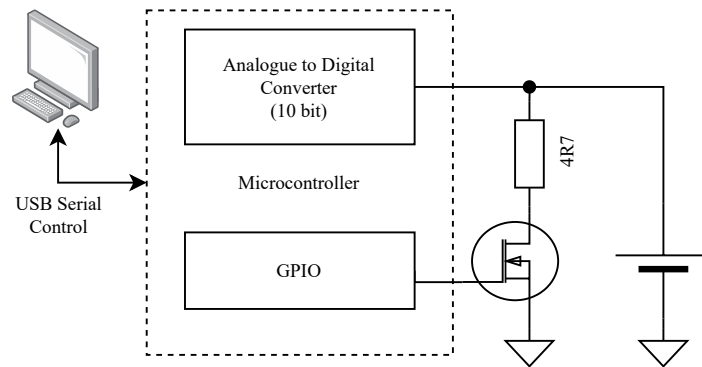 Analogue to Digital
Converter
(10 bit)
4R7
Microcontroller
USB Serial
Control
GPIO